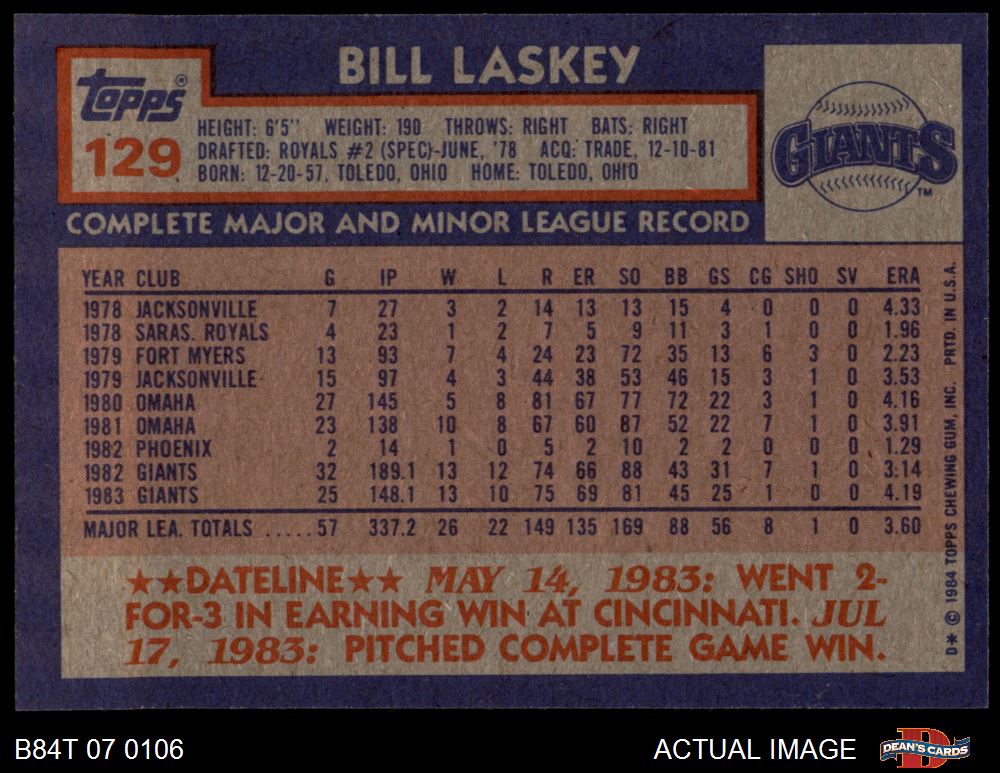 BILL LASKEY
Topps®
129
HEIGHT: 6'5" WEIGHT: 190 THROWS: RIGHT BATS: RIGHT
DRAFTED: ROYALS #2 (SPEC)-JUNE, '78 ACQ: TRADE, 12-10-81
BORN: 12-20-57, TOLEDO, OHIO HOME: TOLEDO, OHIO
GIANTS
TM
COMPLETE MAJOR AND MINOR LEAGUE RECORD
YEAR CLUB G IP W L R ER SO BB GS CG SHO SV ERA
1978 JACKSONVILLE 7 27 3 2 14 13 13 15 4 0 0 0 4.33
1978 SARAS. ROYALS 4 23 1 2 7 5 9 11 3 1 0 0 1.96
1979 FORT MYERS 13 93 7 4 24 23 72 35 13 6 3 0 2.23
1979 JACKSONVILLE 15 97 4 3 44 38 53 46 15 3 1 0 3.53
1980 OMAHA 27 145 5 8 81 67 77 72 22 3 1 0 4.16
1981 OMAHA 23 138 10 8 67 60 87 52 22 7 1 0 3.91
1982 PHOENIX 2 14 1 0 5 2 10 2 2 0 0 0 1.29
1982 GIANTS 32 189.1 13 12 74 66 88 43 31 7 1 0 3.14
1983 GIANTS 25 148.1 13 10 75 69 81 45 25 1 0 0 4.19
MAJOR LEA. TOTALS .....57 337.2 26 22 149 135 169 88 56 8 1 0 3.60
★★DATELINE★★ MAY 14, 1983: WENT 2-
FOR-3 IN EARNING WIN AT CINCINNATI. JUL
17, 1983: PITCHED COMPLETE GAME WIN.
D✱ © 1984 TOPPS CHEWING GUM, INC. PRTD. IN U.S.A.
B84T 07 0106
ACTUAL IMAGE
DEAN'S CARDS